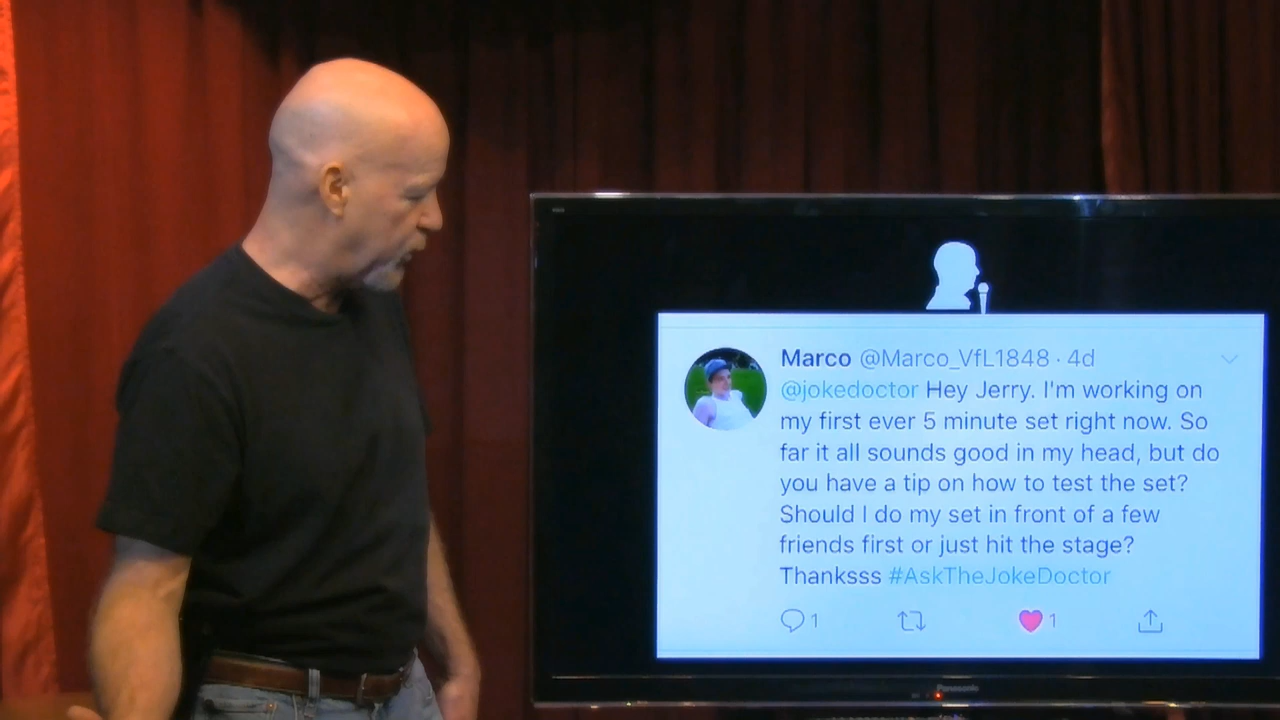 Marco @Marco_VfL1848 · 4d
@jokedoctor Hey Jerry. I'm working on
my first ever 5 minute set right now. So
far it all sounds good in my head, but do
you have a tip on how to test the set?
Should I do my set in front of a few
friends first or just hit the stage?
Thanksss #AskTheJokeDoctor
1 1
Panasonic